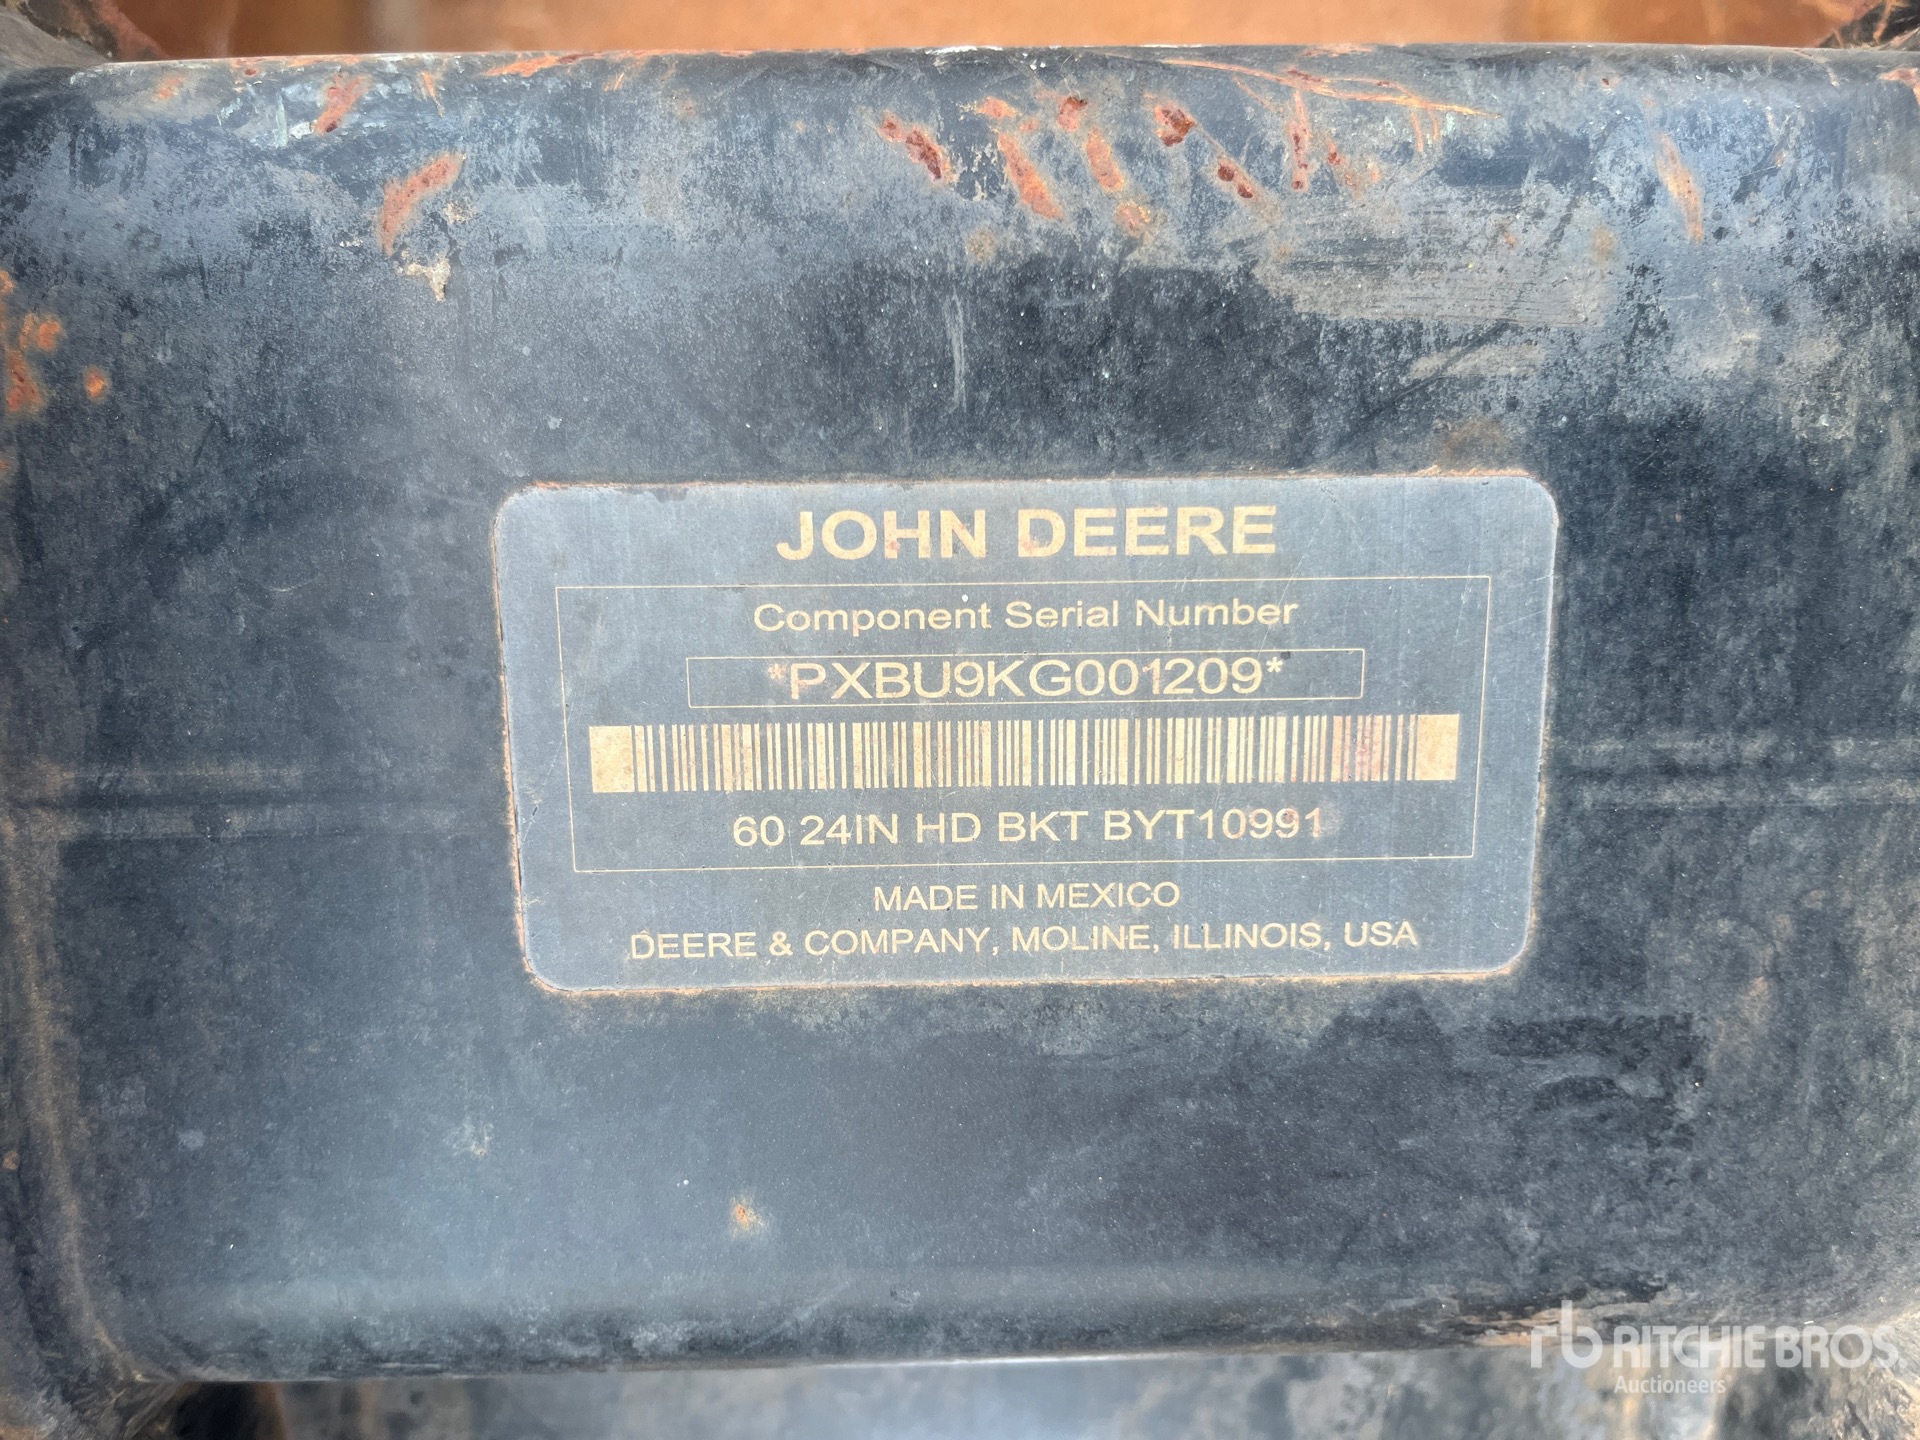 JOHN DEERE
Component Serial Number
*PXBU9KG001209*
60 24IN HD BKT BYT10991
MADE IN MEXICO
DEERE & COMPANY, MOLINE, ILLINOIS, USA
rb RITCHIE BROS.
Auctioneers